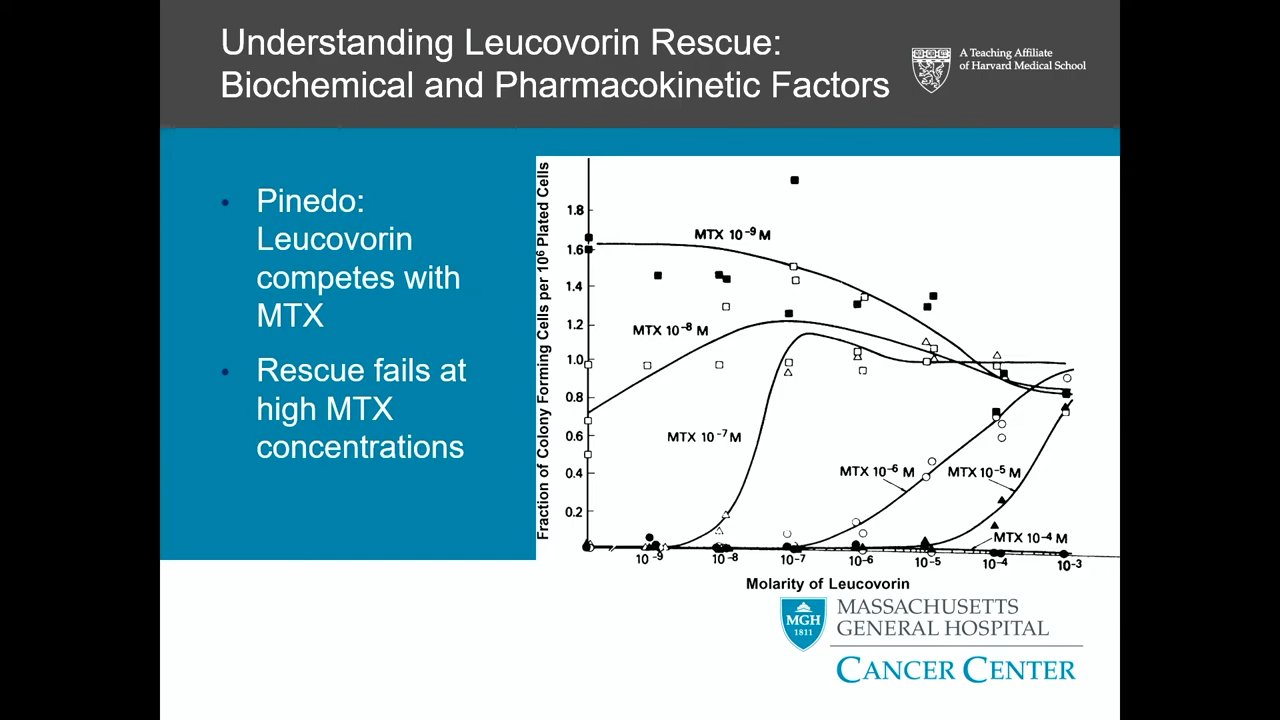 Understanding Leucovorin Rescue:
Biochemical and Pharmacokinetic Factors
A Teaching Affiliate
of Harvard Medical School
• Pinedo:
Leucovorin
competes with
MTX
• Rescue fails at
high MTX
concentrations
Fraction of Colony Forming Cells per 10⁶ Plated Cells
1.8
1.6
1.4
1.2
1.0
0.8
0.6
0.4
0.2
MTX 10⁻⁹ M
MTX 10⁻⁸ M
MTX 10⁻⁷ M
MTX 10⁻⁶ M
MTX 10⁻⁵ M
MTX 10⁻⁴ M
10⁻⁹ 10⁻⁸ 10⁻⁷ 10⁻⁶ 10⁻⁵ 10⁻⁴ 10⁻³
Molarity of Leucovorin
MGH
1811
MASSACHUSETTS
GENERAL HOSPITAL
CANCER CENTER